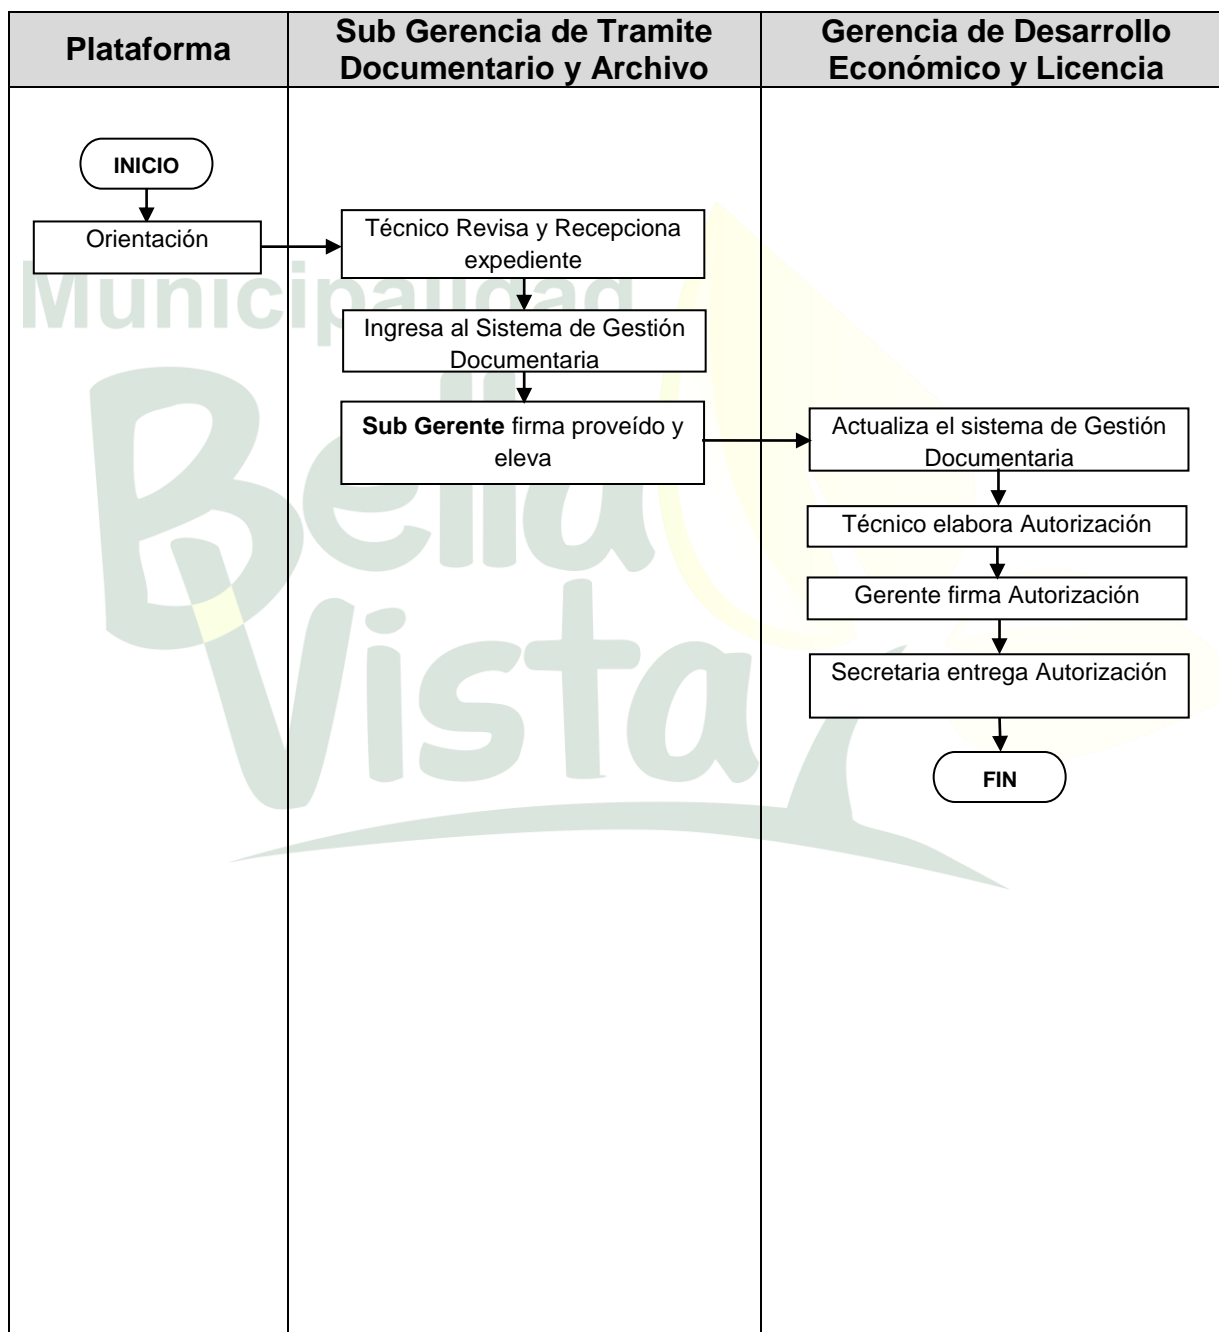 Plataforma
Sub Gerencia de Tramite
Documentario y Archivo
Gerencia de Desarrollo
Económico y Licencia
INICIO
Orientación
Técnico Revisa y Recepciona
expediente
Ingresa al Sistema de Gestión
Documentaria
Sub Gerente firma proveído y
eleva
Actualiza el sistema de Gestión
Documentaria
Técnico elabora Autorización
Gerente firma Autorización
Secretaria entrega Autorización
FIN
Municipalidad
Bella
Vista